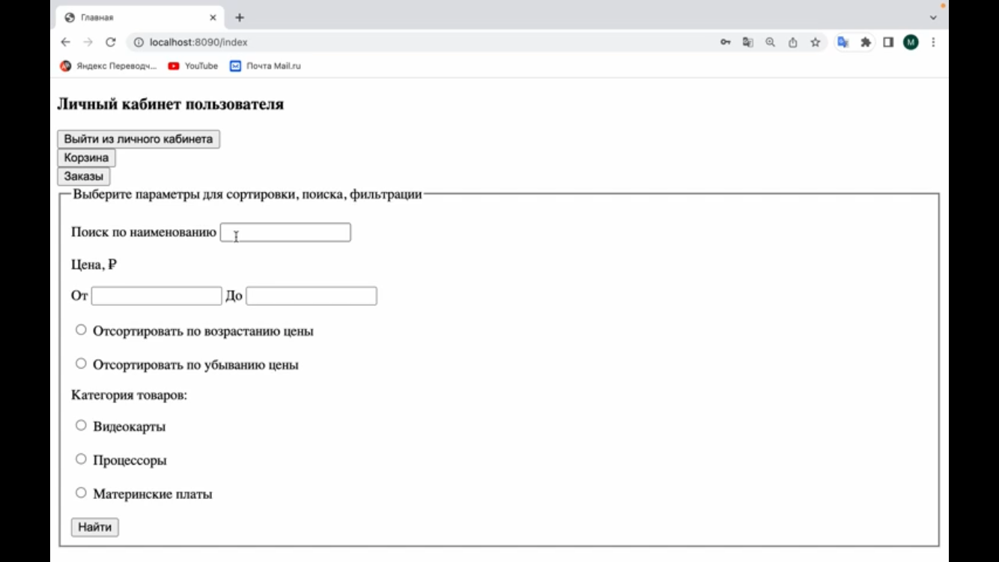 Главная
localhost:8090/index
M
Яндекс Переводч... YouTube Почта Mail.ru
Личный кабинет пользователя
Выйти из личного кабинета
Корзина
Заказы
Выберите параметры для сортировки, поиска, фильтрации
Поиск по наименованию
Цена, ₽
От До
Отсортировать по возрастанию цены
Отсортировать по убыванию цены
Категория товаров:
Видеокарты
Процессоры
Материнские платы
Найти